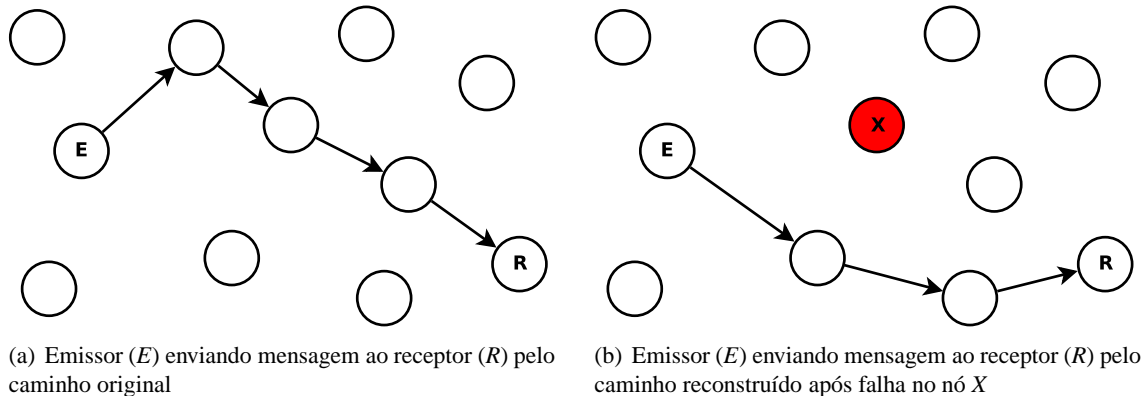 E
R
(a) Emissor (E) enviando mensagem ao receptor (R) pelo
caminho original
X
E
R
(b) Emissor (E) enviando mensagem ao receptor (R) pelo
caminho reconstruído após falha no nó X